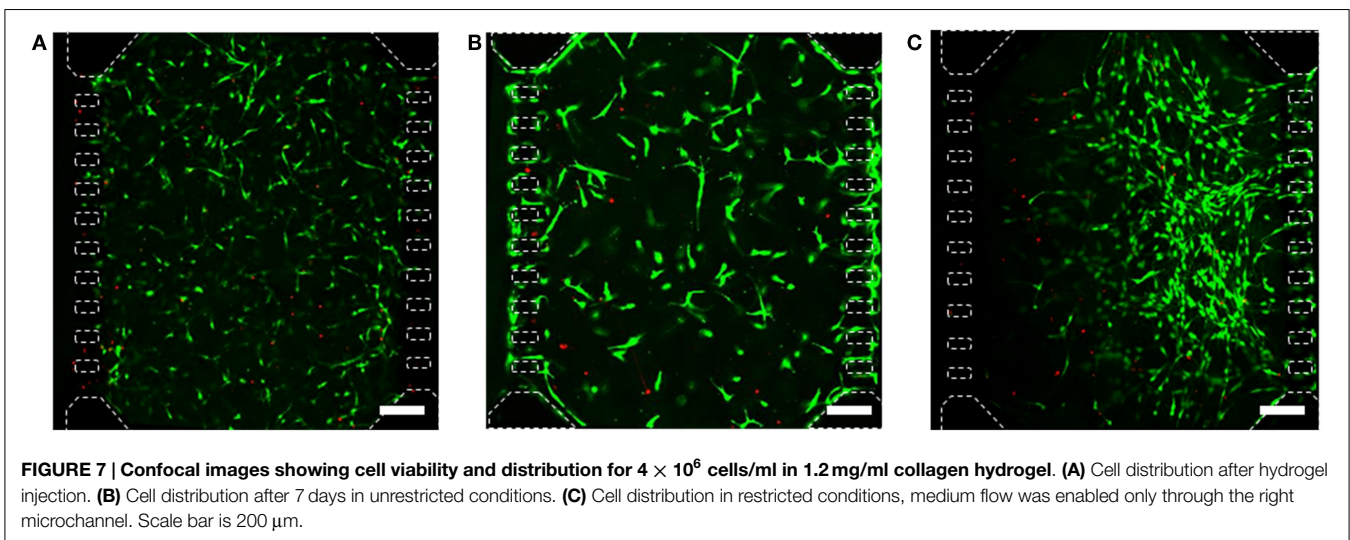 A
B
C
FIGURE 7 | Confocal images showing cell viability and distribution for 4 × 10⁶ cells/ml in 1.2 mg/ml collagen hydrogel. (A) Cell distribution after hydrogel
injection. (B) Cell distribution after 7 days in unrestricted conditions. (C) Cell distribution in restricted conditions, medium flow was enabled only through the right
microchannel. Scale bar is 200 μm.